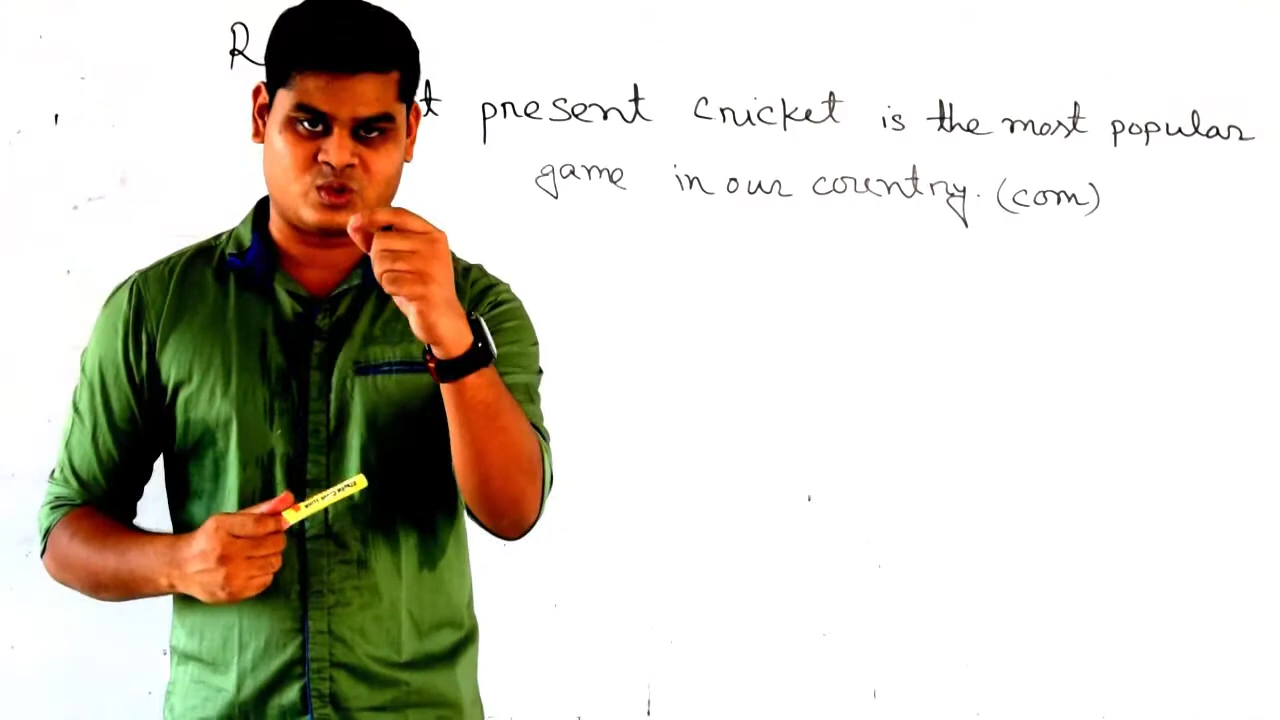 R
t present cricket is the most popular
game in our country. (com)